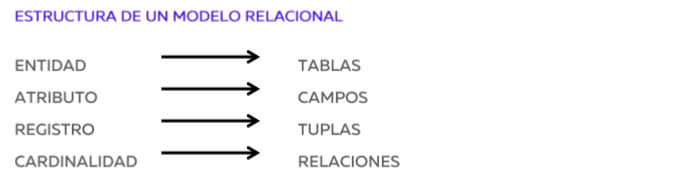 ESTRUCTURA DE UN MODELO RELACIONAL
ENTIDAD TABLAS
ATRIBUTO CAMPOS
REGISTRO TUPLAS
CARDINALIDAD RELACIONES